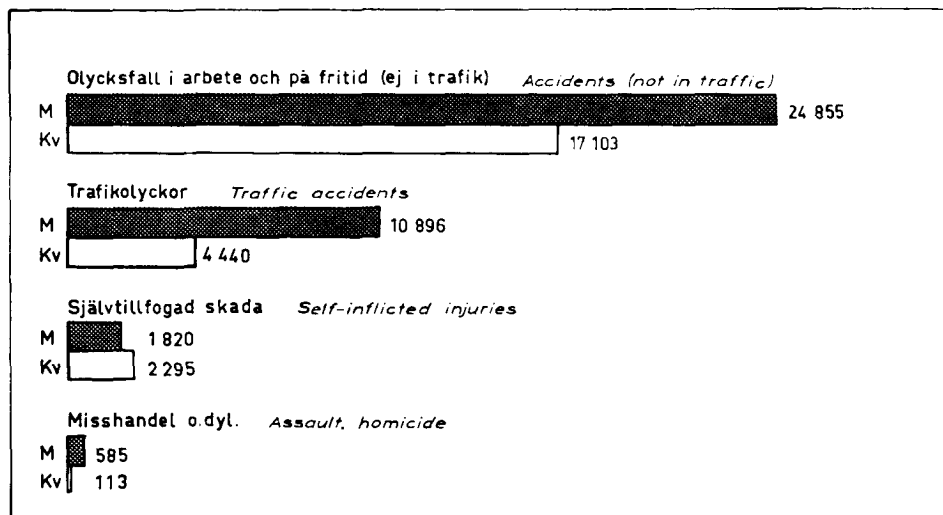 Olycksfall i arbete och på fritid (ej i trafik) Accidents (not in traffic)
M 24 855
Kv 17 103
Trafikolyckor Traffic accidents
M 10 896
Kv 4 440
Självtillfogad skada Self-inflicted injuries
M 1 820
Kv 2 295
Misshandel o.dyl. Assault, homicide
M 585
Kv 113